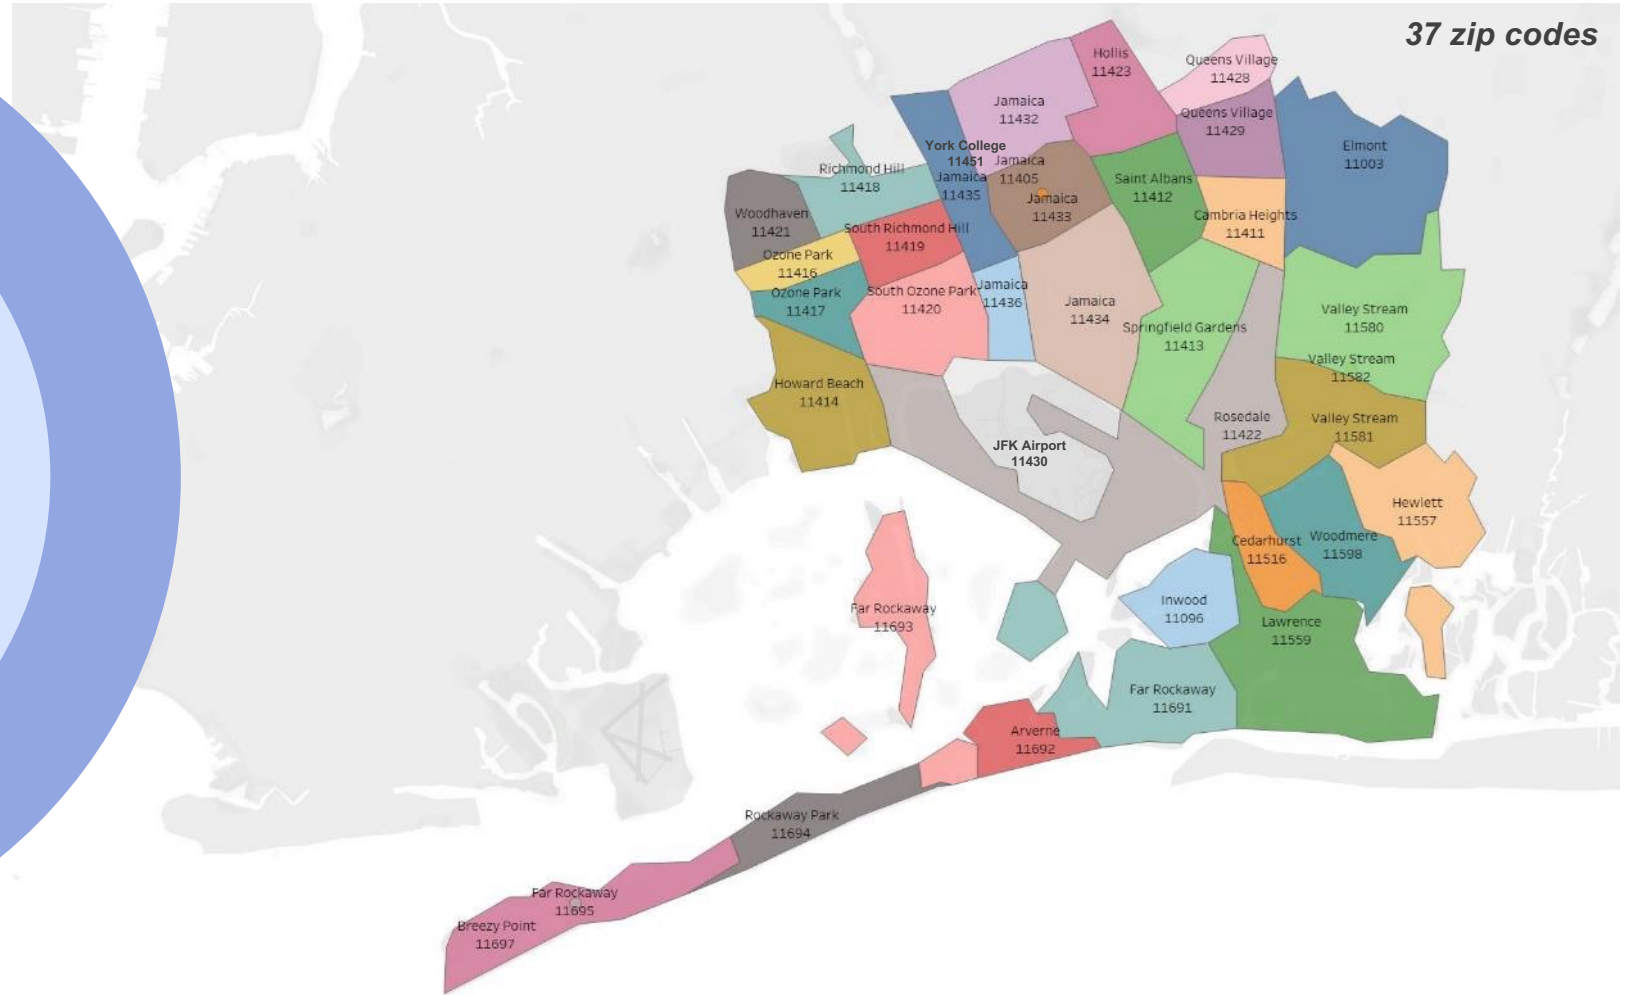 37 zip codes
Hollis
11423
Queens Village
11428
Jamaica
11432
Queens Village
11429
Elmont
11003
York College
11451
Jamaica
11405
Richmond Hill
11418
Jamaica
11435
Saint Albans
11412
Jamaica
11433
Woodhaven
11421
Cambria Heights
11411
South Richmond Hill
11419
Ozone Park
11416
Ozone Park
11417
South Ozone Park
11420
Jamaica
11436
Jamaica
11434
Valley Stream
11580
Springfield Gardens
11413
Valley Stream
11582
Howard Beach
11414
Rosedale
11422
Valley Stream
11581
JFK Airport
11430
Hewlett
11557
Cedarhurst
11516
Woodmere
11598
Inwood
11096
Far Rockaway
11693
Lawrence
11559
Far Rockaway
11691
Arverne
11692
Rockaway Park
11694
Far Rockaway
11695
Breezy Point
11697